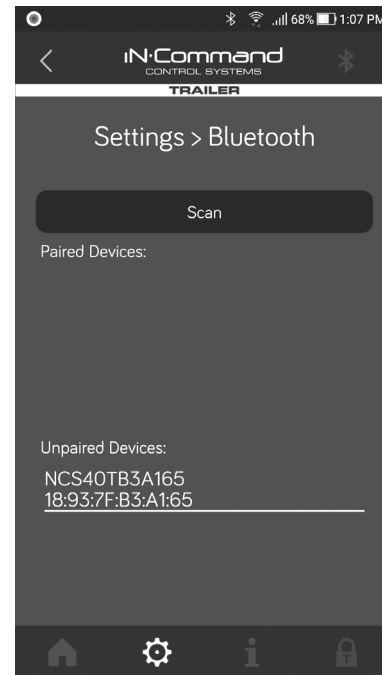 68% 1:07 PM
iN·Command
CONTROL SYSTEMS
TRAILER
Settings > Bluetooth
Scan
Paired Devices:
Unpaired Devices:
NCS40TB3A165
18:93:7F:B3:A1:65